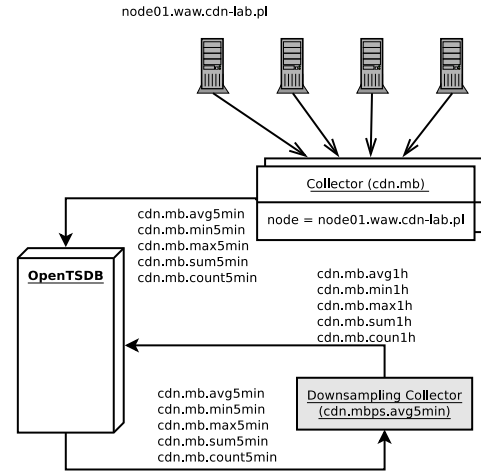 node01.waw.cdn-lab.pl
Collector (cdn.mb)
node = node01.waw.cdn-lab.pl
cdn.mb.avg5min
cdn.mb.min5min
cdn.mb.max5min
cdn.mb.sum5min
cdn.mb.count5min
OpenTSDB
cdn.mb.avg1h
cdn.mb.min1h
cdn.mb.max1h
cdn.mb.sum1h
cdn.mb.coun1h
Downsampling Collector
(cdn.mbps.avg5min)
cdn.mb.avg5min
cdn.mb.min5min
cdn.mb.max5min
cdn.mb.sum5min
cdn.mb.count5min